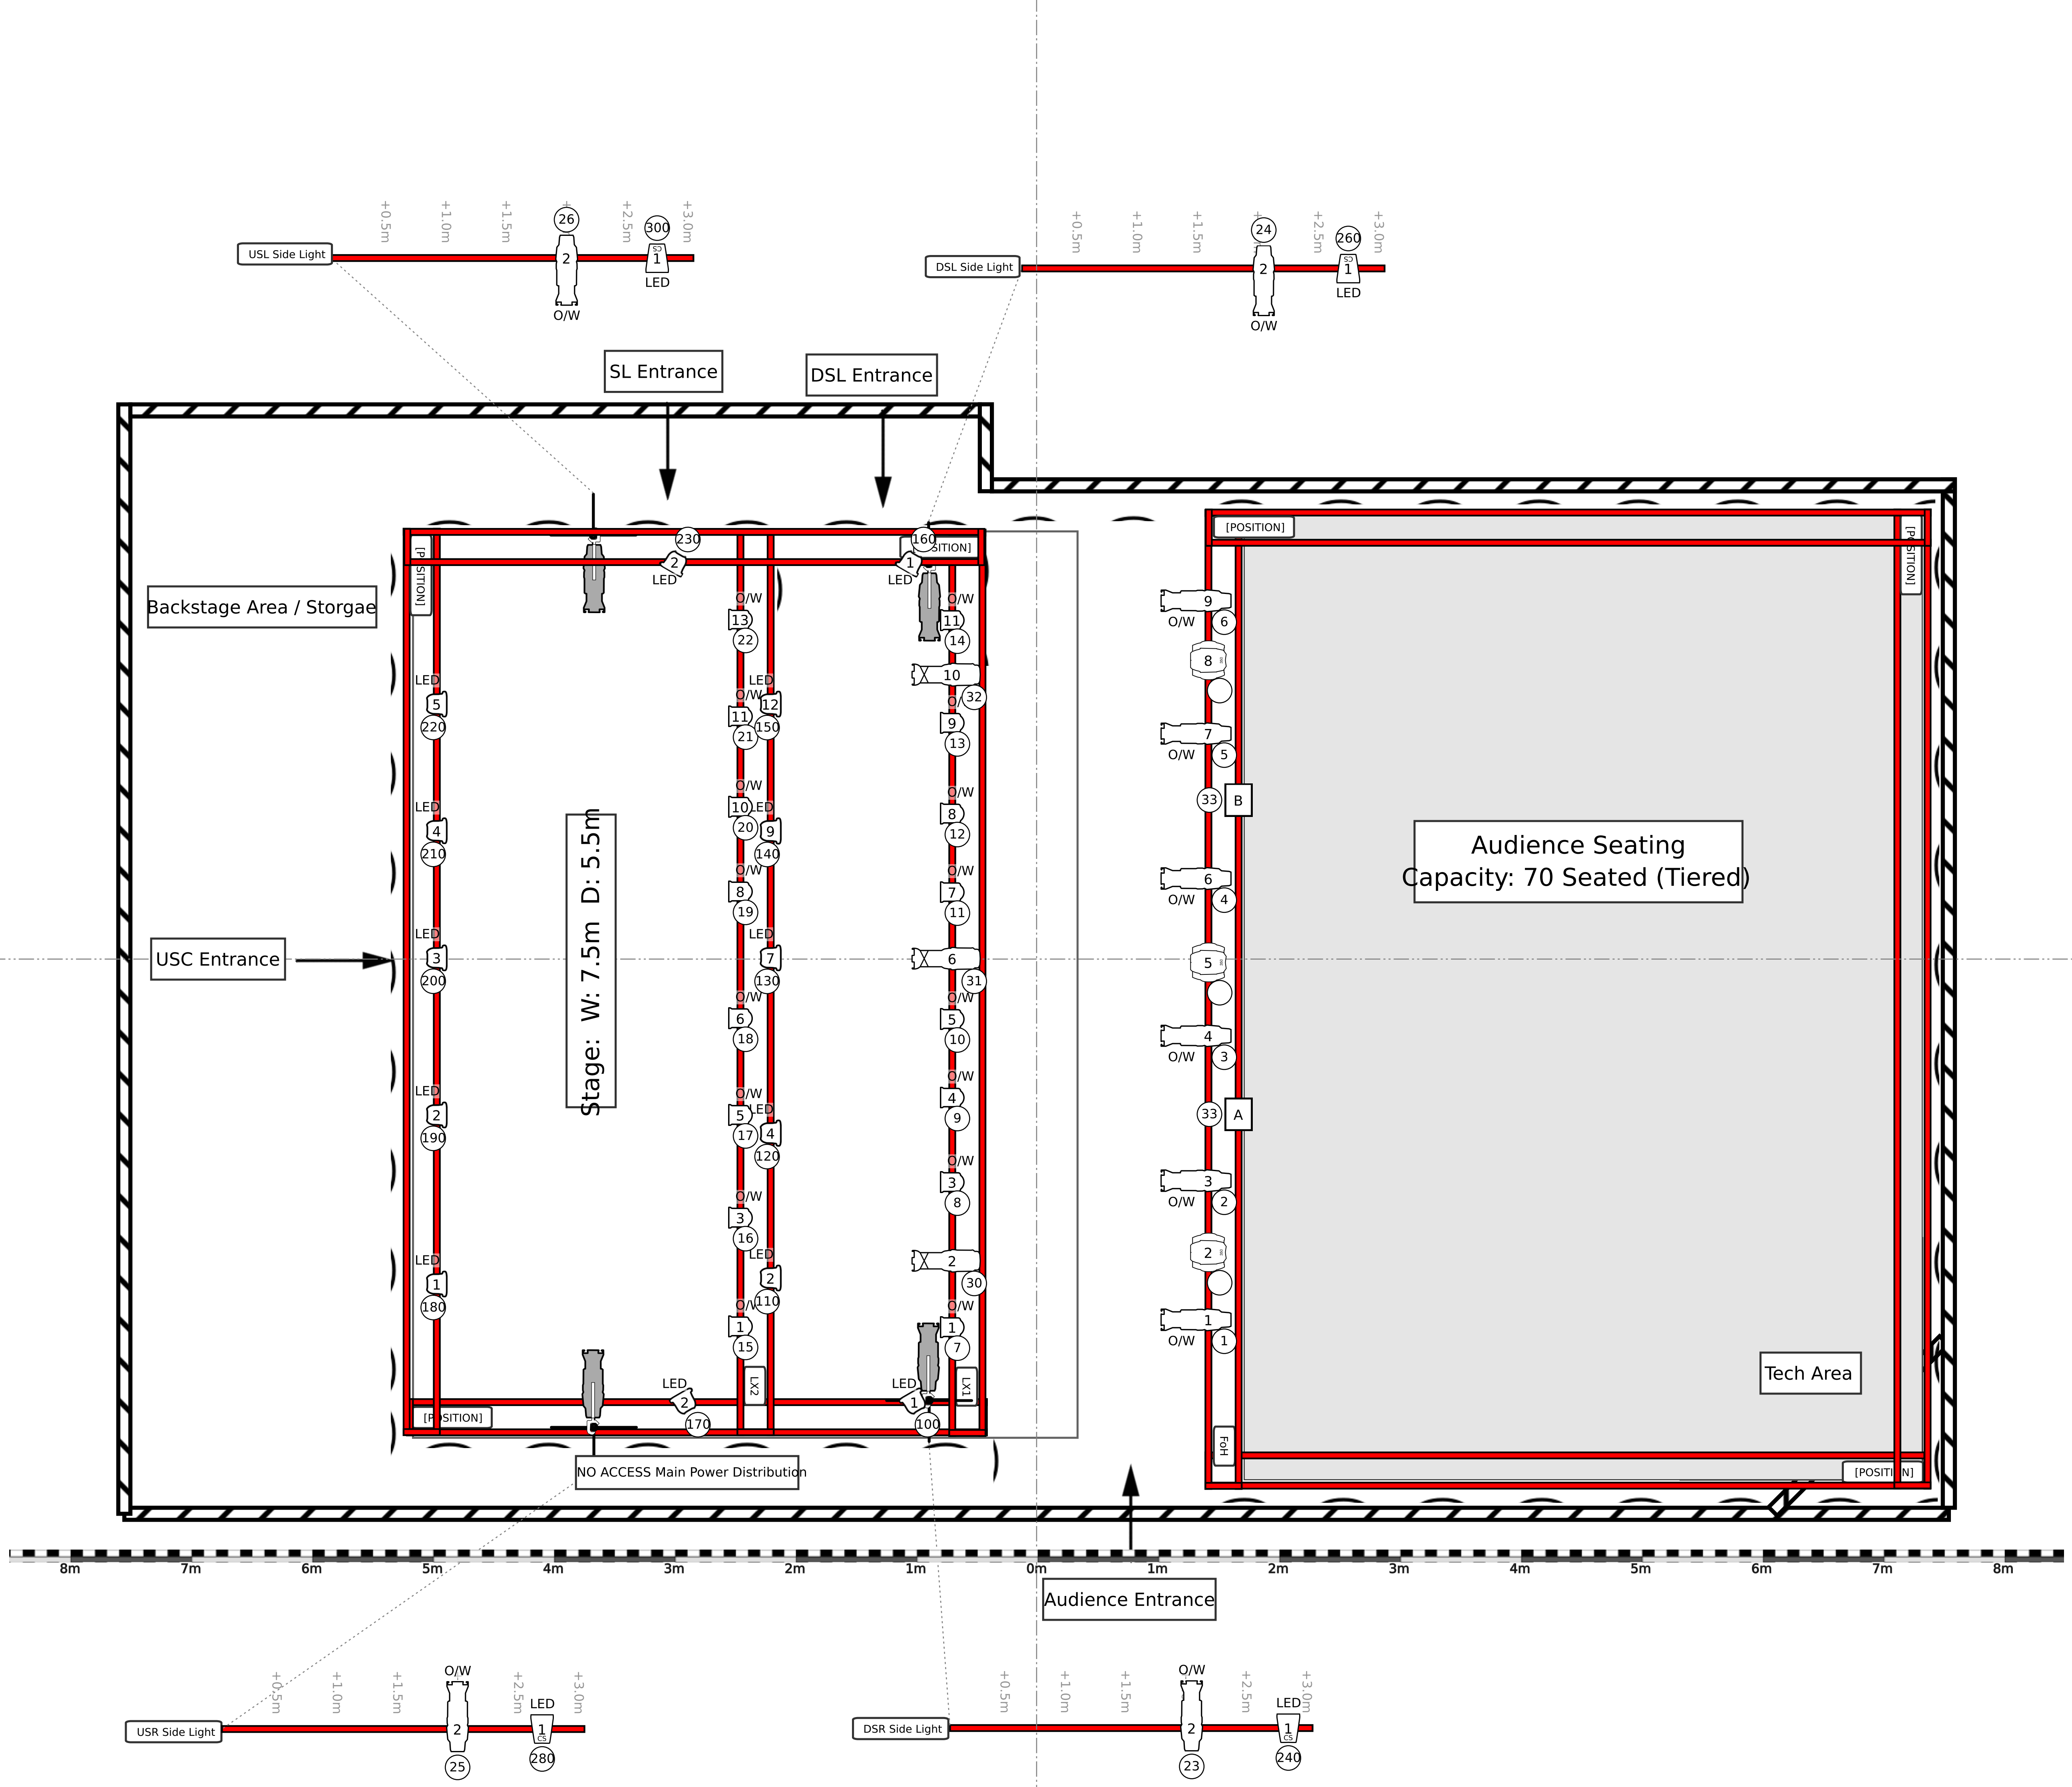 +0.5m
+1.0m
+1.5m
+2.5m
+3.0m
26
300
USL Side Light
2
CS
1
LED
O/W
+0.5m
+1.0m
+1.5m
+2.5m
+3.0m
24
260
DSL Side Light
2
CS
1
LED
O/W
SL Entrance
DSL Entrance
[POSITION]
230
160
[POSITION]
2
LED
1
LED
[POSITION]
[POSITION]
Backstage Area / Storgae
LED
5
220
LED
4
210
LED
3
200
LED
2
190
LED
1
180
USC Entrance
Stage: W: 7.5m D: 5.5m
O/W
13
22
O/W
11
21
O/W
10
20
O/W
8
19
O/W
6
18
O/W
5
17
O/W
3
16
O/W
1
15
LX2
LED
12
150
LED
9
140
LED
7
130
LED
4
120
LED
2
110
O/W
11
14
10
32
O/W
9
13
O/W
8
12
O/W
7
11
6
31
O/W
5
10
O/W
4
9
O/W
3
8
2
30
O/W
1
7
LX1
9
O/W
6
8
7
O/W
5
33
B
6
O/W
4
5
4
O/W
3
33
A
3
O/W
2
2
1
O/W
1
FoH
Audience Seating
Capacity: 70 Seated (Tiered)
Tech Area
[POSITION]
[POSITION]
LED
2
170
LED
1
100
NO ACCESS Main Power Distribution
8m 7m 6m 5m 4m 3m 2m 1m 0m 1m 2m 3m 4m 5m 6m 7m 8m
Audience Entrance
+0.5m
+1.0m
+1.5m
+2.5m
+3.0m
USR Side Light
O/W
2
25
LED
1
CS
280
+0.5m
+1.0m
+1.5m
+2.5m
+3.0m
DSR Side Light
O/W
2
23
LED
1
CS
240